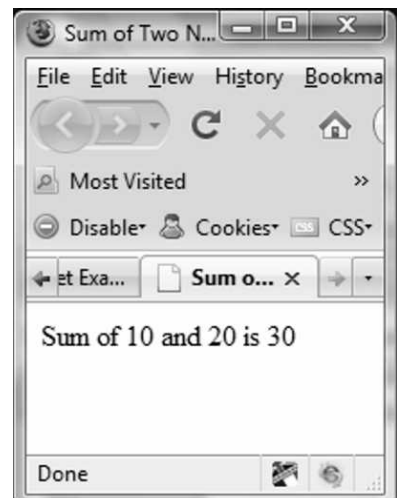 Sum of Two N...
File Edit View History Bookma
Most Visited »
Disable Cookies CSS
et Exa... Sum o... X
Sum of 10 and 20 is 30
Done